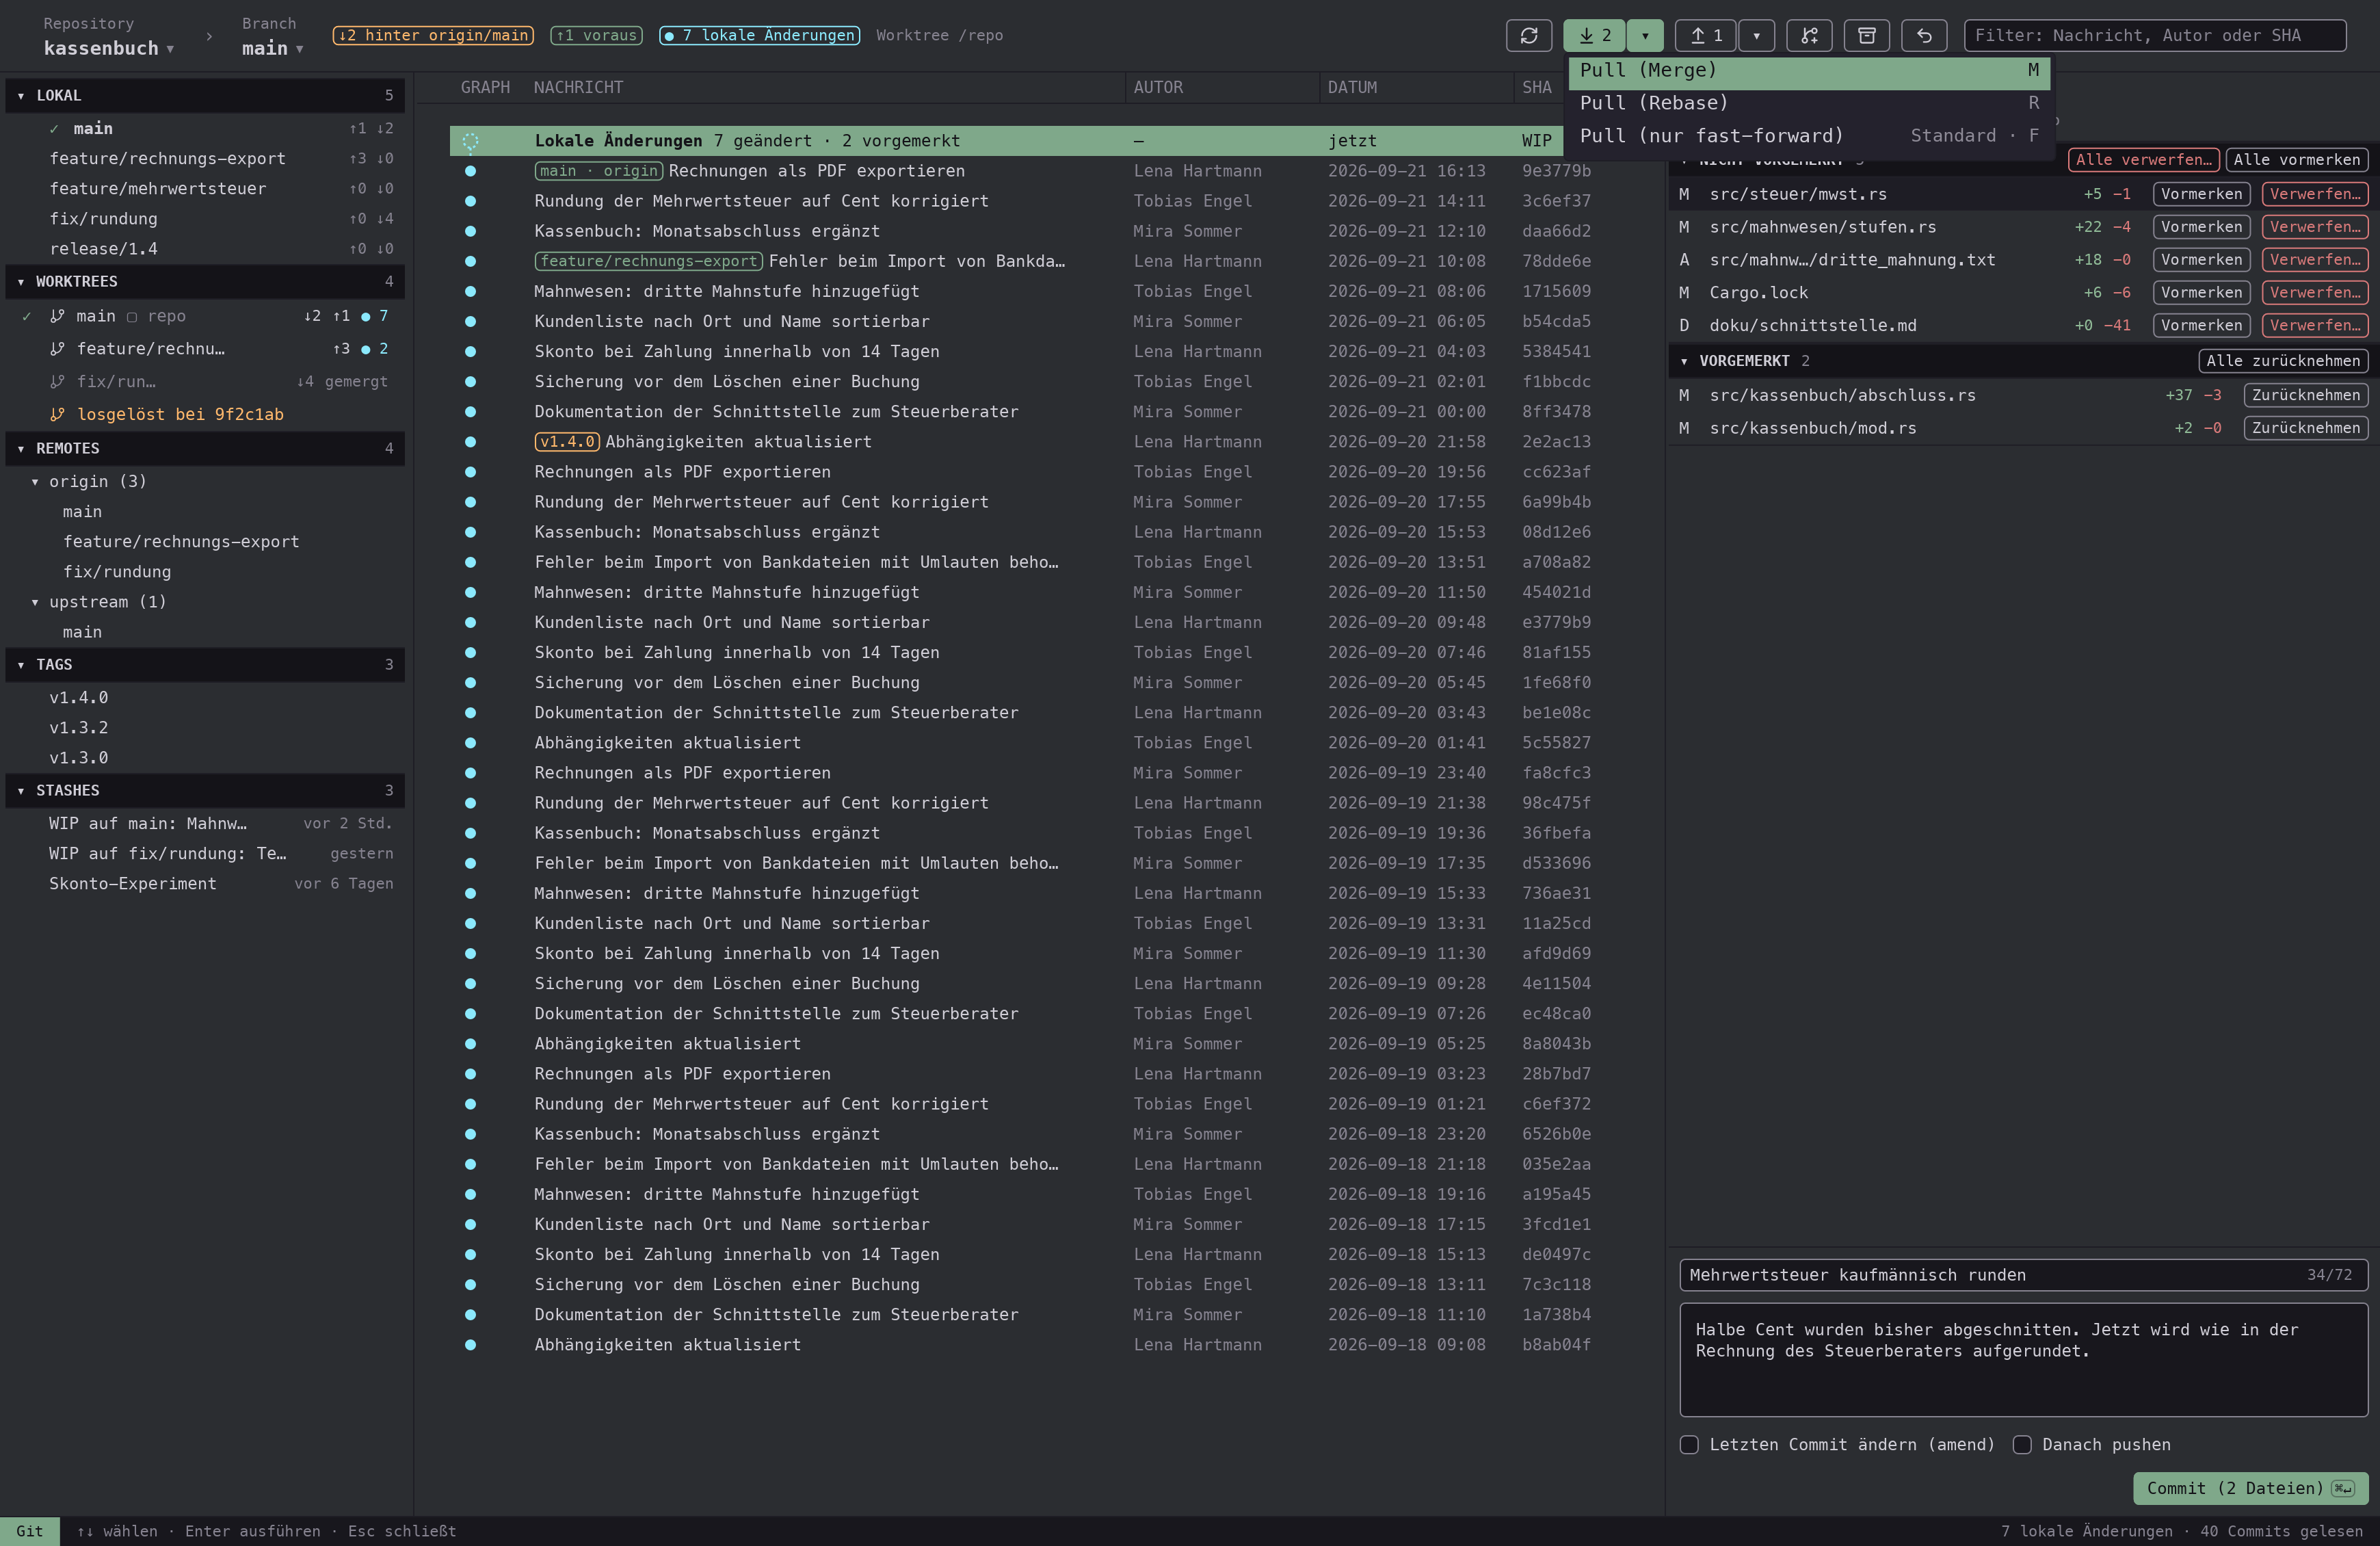 Repository
kassenbuch ▾
›
Branch
main ▾
↓2 hinter origin/main
↑1 voraus
● 7 lokale Änderungen
Worktree /repo
2 ▾
1 ▾
Filter: Nachricht, Autor oder SHA
Pull (Merge) M
Pull (Rebase) R
Pull (nur fast-forward) Standard · F
▾ LOKAL 5
✓ main ↑1 ↓2
feature/rechnungs-export ↑3 ↓0
feature/mehrwertsteuer ↑0 ↓0
fix/rundung ↑0 ↓4
release/1.4 ↑0 ↓0
▾ WORKTREES 4
✓ main ▢ repo ↓2 ↑1 ● 7
feature/rechnu… ↑3 ● 2
fix/run… ↓4 gemergt
losgelöst bei 9f2c1ab
▾ REMOTES 4
▾ origin (3)
main
feature/rechnungs-export
fix/rundung
▾ upstream (1)
main
▾ TAGS 3
v1.4.0
v1.3.2
v1.3.0
▾ STASHES 3
WIP auf main: Mahnw… vor 2 Std.
WIP auf fix/rundung: Te… gestern
Skonto-Experiment vor 6 Tagen
GRAPH NACHRICHT AUTOR DATUM SHA
Lokale Änderungen 7 geändert · 2 vorgemerkt — jetzt WIP
main · origin Rechnungen als PDF exportieren Lena Hartmann 2026-09-21 16:13 9e3779b
Rundung der Mehrwertsteuer auf Cent korrigiert Tobias Engel 2026-09-21 14:11 3c6ef37
Kassenbuch: Monatsabschluss ergänzt Mira Sommer 2026-09-21 12:10 daa66d2
feature/rechnungs-export Fehler beim Import von Bankda… Lena Hartmann 2026-09-21 10:08 78dde6e
Mahnwesen: dritte Mahnstufe hinzugefügt Tobias Engel 2026-09-21 08:06 1715609
Kundenliste nach Ort und Name sortierbar Mira Sommer 2026-09-21 06:05 b54cda5
Skonto bei Zahlung innerhalb von 14 Tagen Lena Hartmann 2026-09-21 04:03 5384541
Sicherung vor dem Löschen einer Buchung Tobias Engel 2026-09-21 02:01 f1bbcdc
Dokumentation der Schnittstelle zum Steuerberater Mira Sommer 2026-09-21 00:00 8ff3478
v1.4.0 Abhängigkeiten aktualisiert Lena Hartmann 2026-09-20 21:58 2e2ac13
Rechnungen als PDF exportieren Tobias Engel 2026-09-20 19:56 cc623af
Rundung der Mehrwertsteuer auf Cent korrigiert Mira Sommer 2026-09-20 17:55 6a99b4b
Kassenbuch: Monatsabschluss ergänzt Lena Hartmann 2026-09-20 15:53 08d12e6
Fehler beim Import von Bankdateien mit Umlauten beho… Tobias Engel 2026-09-20 13:51 a708a82
Mahnwesen: dritte Mahnstufe hinzugefügt Mira Sommer 2026-09-20 11:50 454021d
Kundenliste nach Ort und Name sortierbar Lena Hartmann 2026-09-20 09:48 e3779b9
Skonto bei Zahlung innerhalb von 14 Tagen Tobias Engel 2026-09-20 07:46 81af155
Sicherung vor dem Löschen einer Buchung Mira Sommer 2026-09-20 05:45 1fe68f0
Dokumentation der Schnittstelle zum Steuerberater Lena Hartmann 2026-09-20 03:43 be1e08c
Abhängigkeiten aktualisiert Tobias Engel 2026-09-20 01:41 5c55827
Rechnungen als PDF exportieren Mira Sommer 2026-09-19 23:40 fa8cfc3
Rundung der Mehrwertsteuer auf Cent korrigiert Lena Hartmann 2026-09-19 21:38 98c475f
Kassenbuch: Monatsabschluss ergänzt Tobias Engel 2026-09-19 19:36 36fbefa
Fehler beim Import von Bankdateien mit Umlauten beho… Mira Sommer 2026-09-19 17:35 d533696
Mahnwesen: dritte Mahnstufe hinzugefügt Lena Hartmann 2026-09-19 15:33 736ae31
Kundenliste nach Ort und Name sortierbar Tobias Engel 2026-09-19 13:31 11a25cd
Skonto bei Zahlung innerhalb von 14 Tagen Mira Sommer 2026-09-19 11:30 afd9d69
Sicherung vor dem Löschen einer Buchung Lena Hartmann 2026-09-19 09:28 4e11504
Dokumentation der Schnittstelle zum Steuerberater Tobias Engel 2026-09-19 07:26 ec48ca0
Abhängigkeiten aktualisiert Mira Sommer 2026-09-19 05:25 8a8043b
Rechnungen als PDF exportieren Lena Hartmann 2026-09-19 03:23 28b7bd7
Rundung der Mehrwertsteuer auf Cent korrigiert Tobias Engel 2026-09-19 01:21 c6ef372
Kassenbuch: Monatsabschluss ergänzt Mira Sommer 2026-09-18 23:20 6526b0e
Fehler beim Import von Bankdateien mit Umlauten beho… Lena Hartmann 2026-09-18 21:18 035e2aa
Mahnwesen: dritte Mahnstufe hinzugefügt Tobias Engel 2026-09-18 19:16 a195a45
Kundenliste nach Ort und Name sortierbar Mira Sommer 2026-09-18 17:15 3fcd1e1
Skonto bei Zahlung innerhalb von 14 Tagen Lena Hartmann 2026-09-18 15:13 de0497c
Sicherung vor dem Löschen einer Buchung Tobias Engel 2026-09-18 13:11 7c3c118
Dokumentation der Schnittstelle zum Steuerberater Mira Sommer 2026-09-18 11:10 1a738b4
Abhängigkeiten aktualisiert Lena Hartmann 2026-09-18 09:08 b8ab04f
Alle verwerfen… Alle vormerken
M src/steuer/mwst.rs +5 −1 Vormerken Verwerfen…
M src/mahnwesen/stufen.rs +22 −4 Vormerken Verwerfen…
A src/mahnw…/dritte_mahnung.txt +18 −0 Vormerken Verwerfen…
M Cargo.lock +6 −6 Vormerken Verwerfen…
D doku/schnittstelle.md +0 −41 Vormerken Verwerfen…
▾ VORGEMERKT 2 Alle zurücknehmen
M src/kassenbuch/abschluss.rs +37 −3 Zurücknehmen
M src/kassenbuch/mod.rs +2 −0 Zurücknehmen
Mehrwertsteuer kaufmännisch runden 34/72
Halbe Cent wurden bisher abgeschnitten. Jetzt wird wie in der
Rechnung des Steuerberaters aufgerundet.
Letzten Commit ändern (amend) Danach pushen
Commit (2 Dateien) ⌘↵
Git ↑↓ wählen · Enter ausführen · Esc schließt
7 lokale Änderungen · 40 Commits gelesen